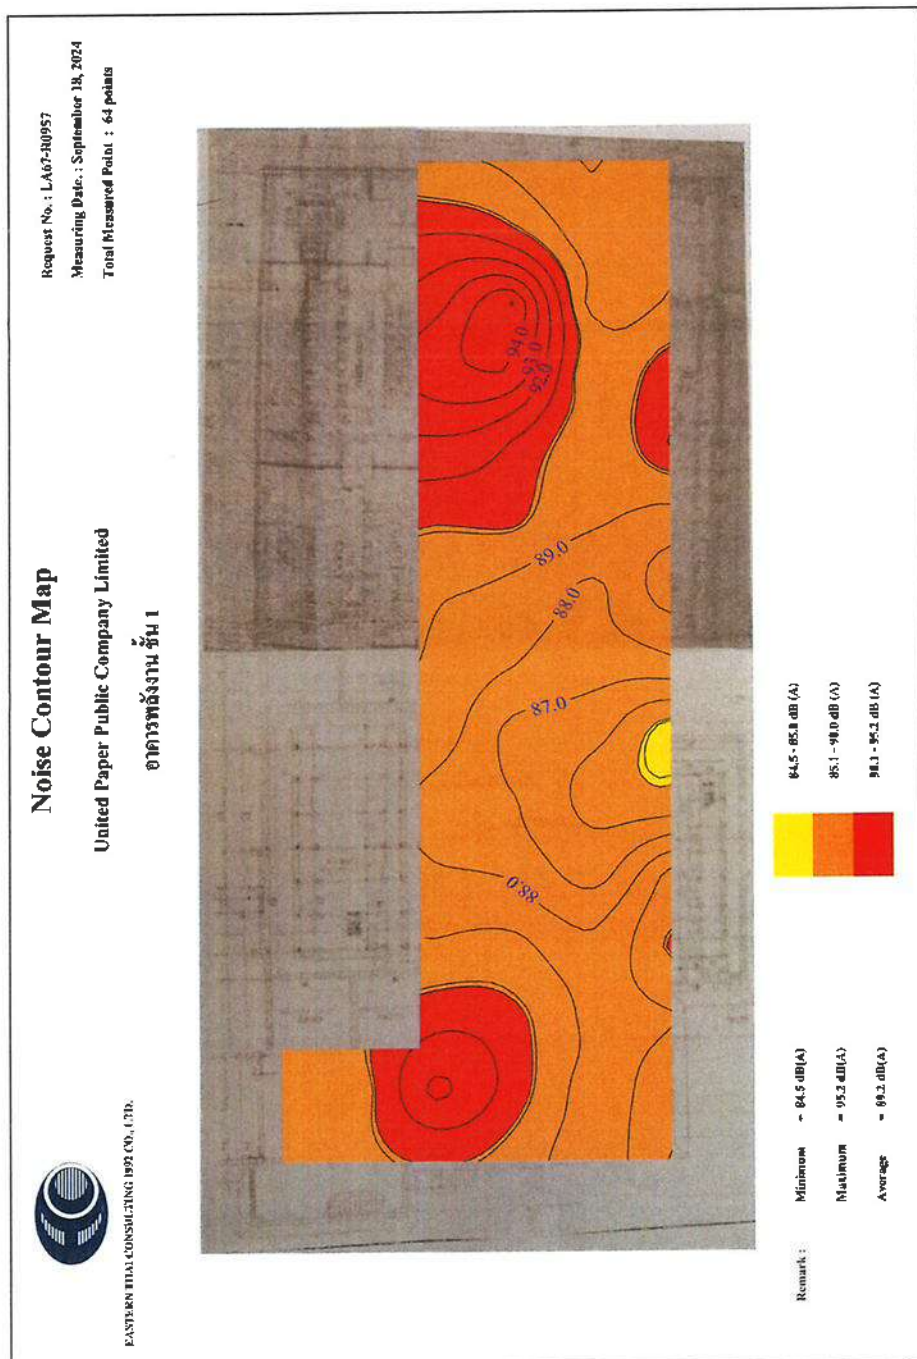 Noise Contour Map
United Paper Public Company Limited
อาคารพลังงาน ชั้น 1
Request No. : LA67-R0957
Measuring Date. : September 18, 2024
Total Measured Point : 64 points
EASTERN THAI CONSULTING 1992 CO., LTD.
94.0
93.0
92.0
89.0
88.0
87.0
88.0
Remark :
Minimum = 84.5 dB(A)
Maximum = 95.2 dB(A)
Average = 89.2 dB(A)
84.5 - 85.0 dB (A)
85.1 - 90.0 dB (A)
90.1 - 95.2 dB (A)